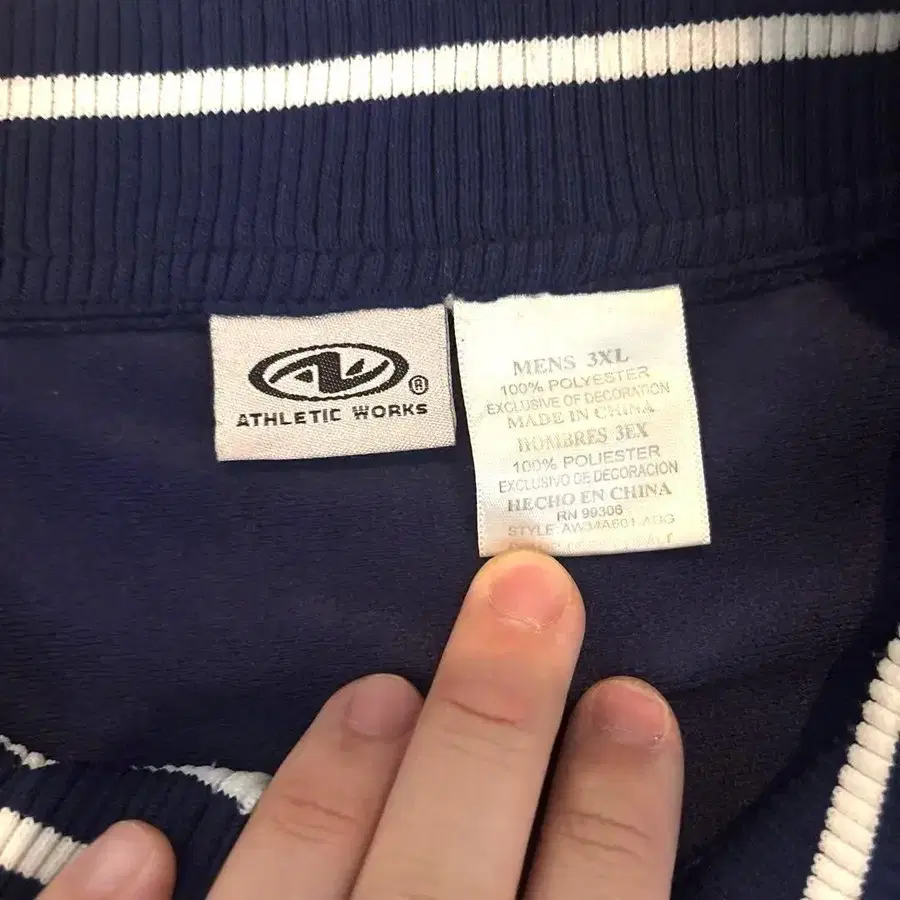 ATHLETIC WORKS
®
MENS 3XL
100% POLYESTER
EXCLUSIVE OF DECORATION
MADE IN CHINA
HOMBRES 3EX
100% POLIESTER
EXCLUSIVO DE DECORACION
HECHO EN CHINA
RN 99306
STYLE: